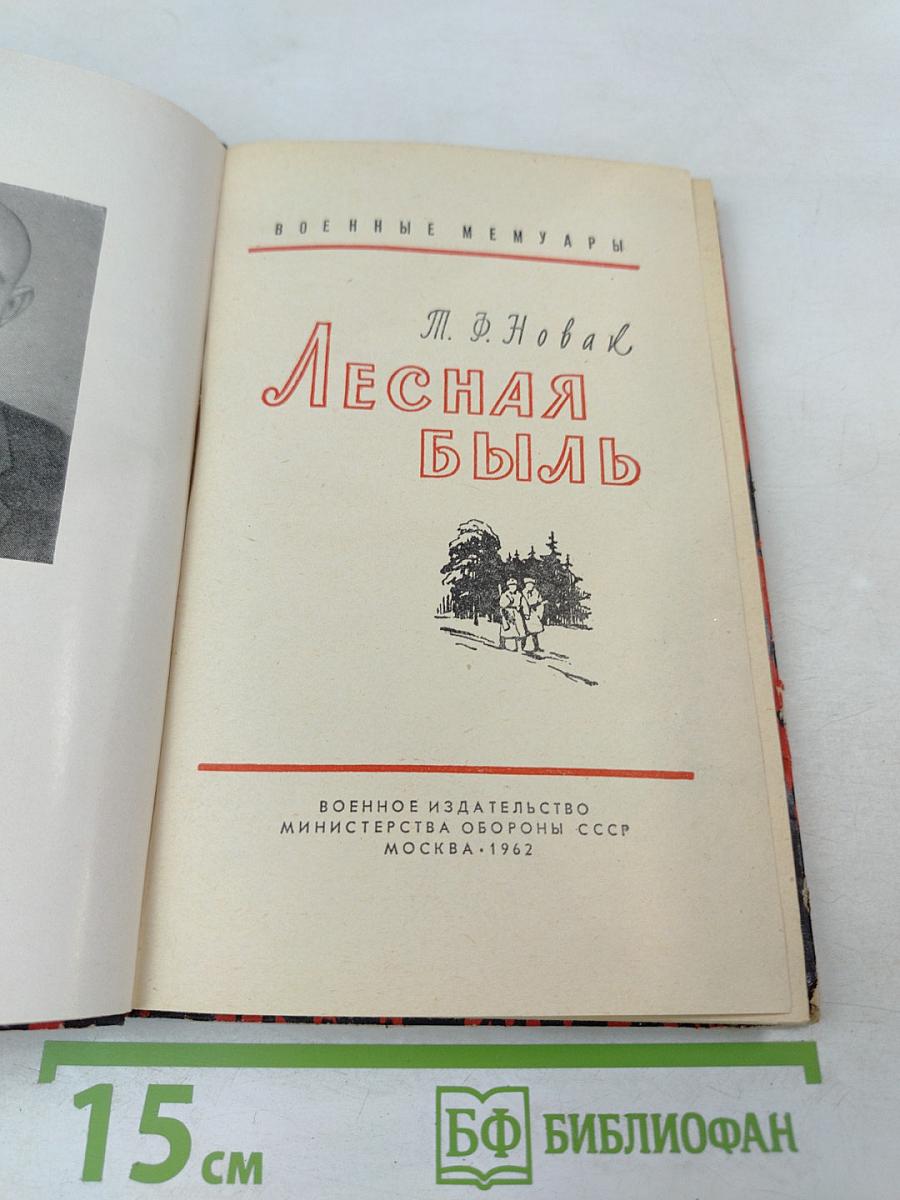 ВОЕННЫЕ МЕМУАРЫ
Т. Ф. Новак
ЛЕСНАЯ
БЫЛЬ
ВОЕННОЕ ИЗДАТЕЛЬСТВО
МИНИСТЕРСТВА ОБОРОНЫ СССР
МОСКВА • 1962
15 см
БФ БИБЛИОФАН